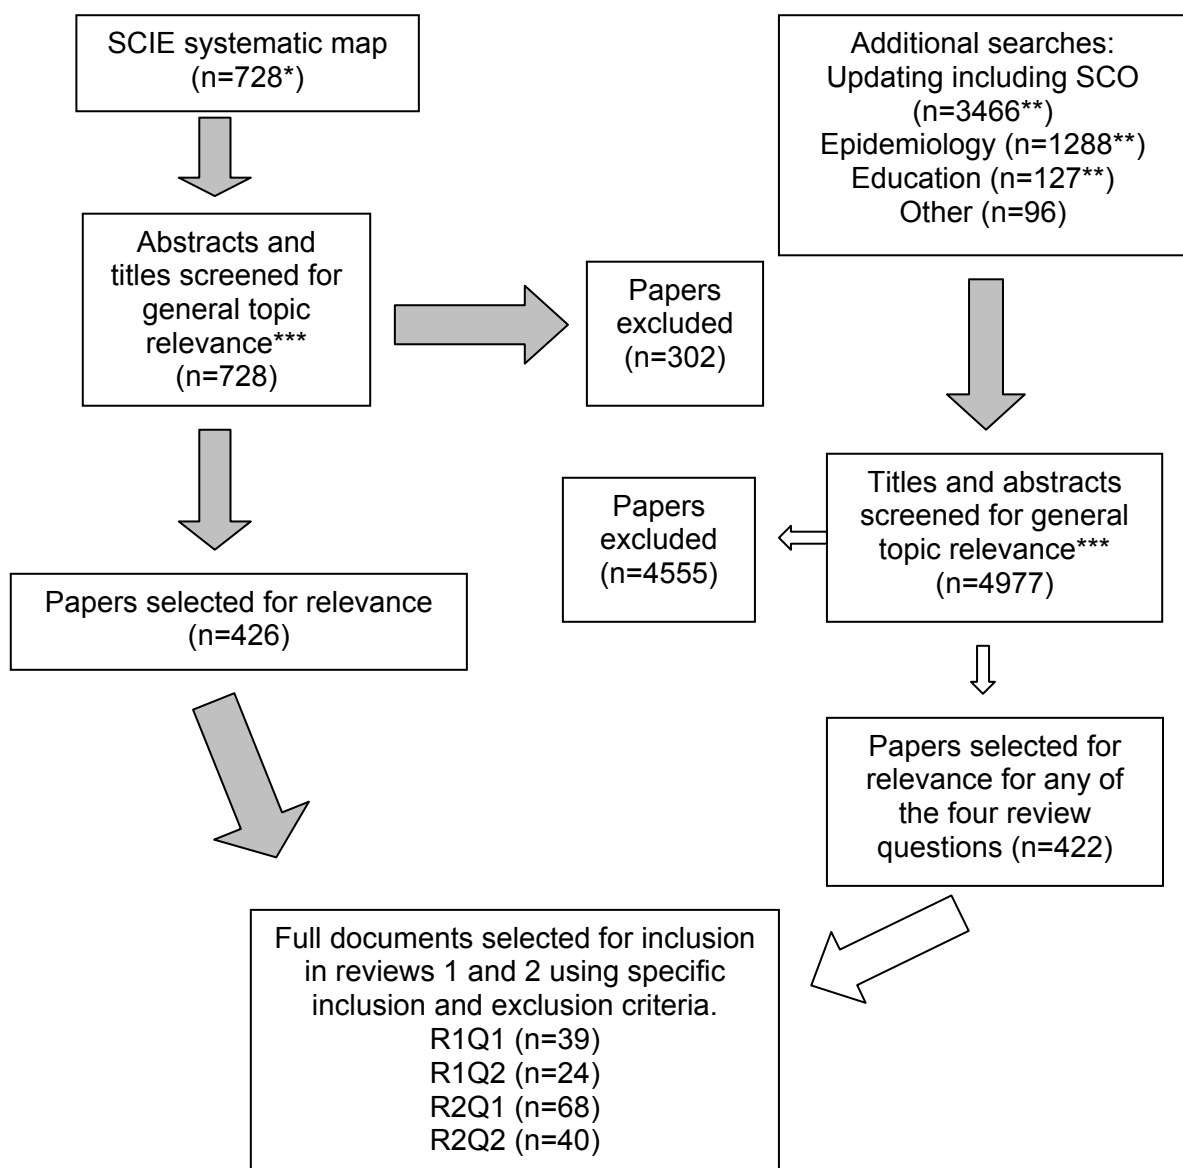 SCIE systematic map
(n=728*)
Additional searches:
Updating including SCO
(n=3466**)
Epidemiology (n=1288**)
Education (n=127**)
Other (n=96)
Abstracts and
titles screened for
general topic
relevance***
(n=728)
Papers
excluded
(n=302)
Papers
excluded
(n=4555)
Titles and abstracts
screened for general
topic relevance***
(n=4977)
Papers selected for relevance
(n=426)
Papers selected for
relevance for any of
the four review
questions (n=422)
Full documents selected for inclusion
in reviews 1 and 2 using specific
inclusion and exclusion criteria.
R1Q1 (n=39)
R1Q2 (n=24)
R2Q1 (n=68)
R2Q2 (n=40)